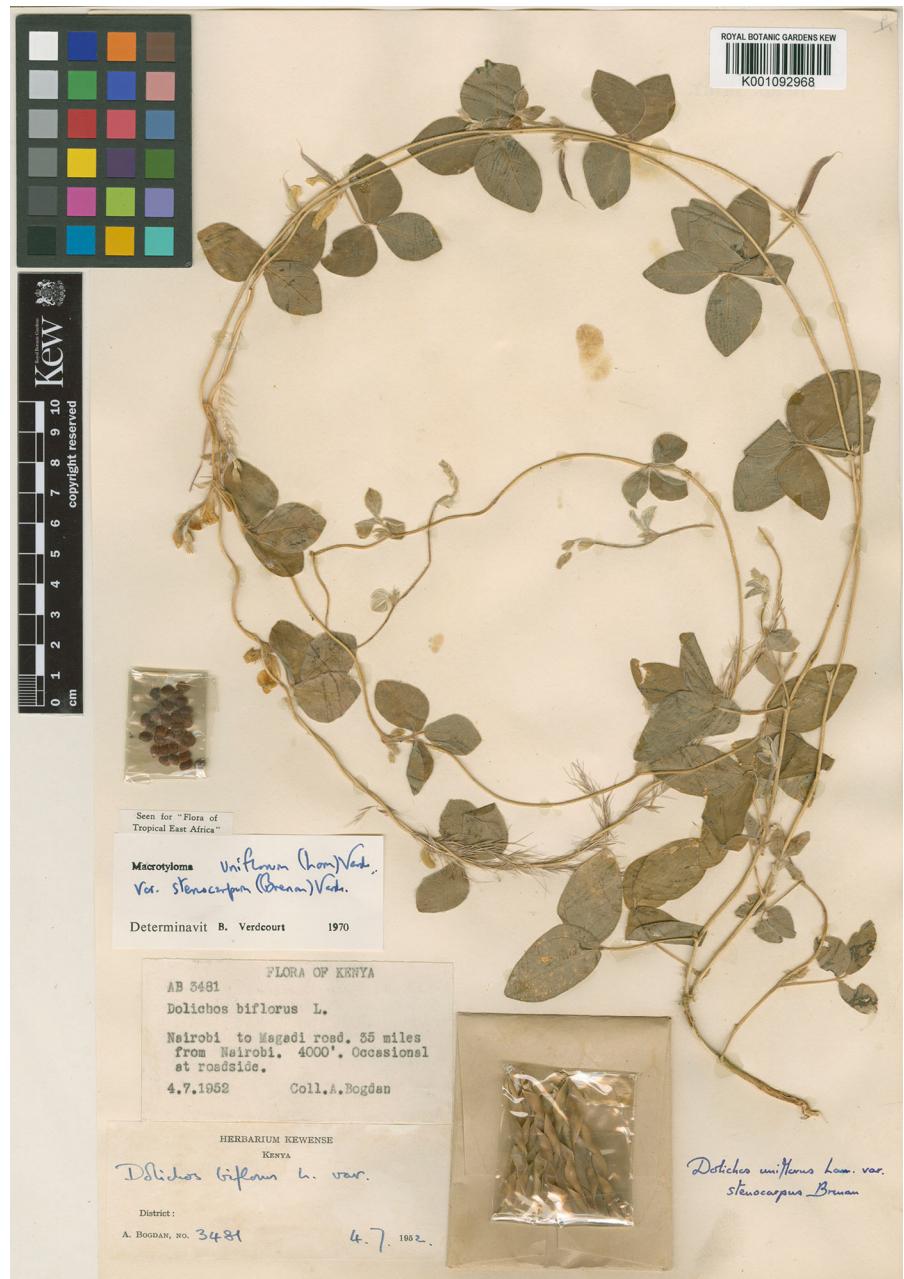 ROYAL BOTANIC GARDENS KEW
K001092968
Royal Botanic Gardens
Kew
copyright reserved
0 1 2 3 4 5 6 7 8 9 10
cm
Seen for "Flora of
Tropical East Africa"
Macrotyloma uniflorum (Lam) Verdc.
var. stenocarpum (Brenan) Verdc.
Determinavit B. Verdcourt 1970
FLORA OF KENYA
AB 3481
Dolichos biflorus L.
Nairobi to Magadi road. 35 miles
from Nairobi. 4000'. Occasional
at roadside.
4.7.1952 Coll.A.Bogdan
HERBARIUM KEWENSE
KENYA
Dolichos biflorus L. var.
District:
A. BOGDAN, NO. 3481 4.7. 1952.
Dolichos uniflorus Lam. var.
stenocarpus Brenan